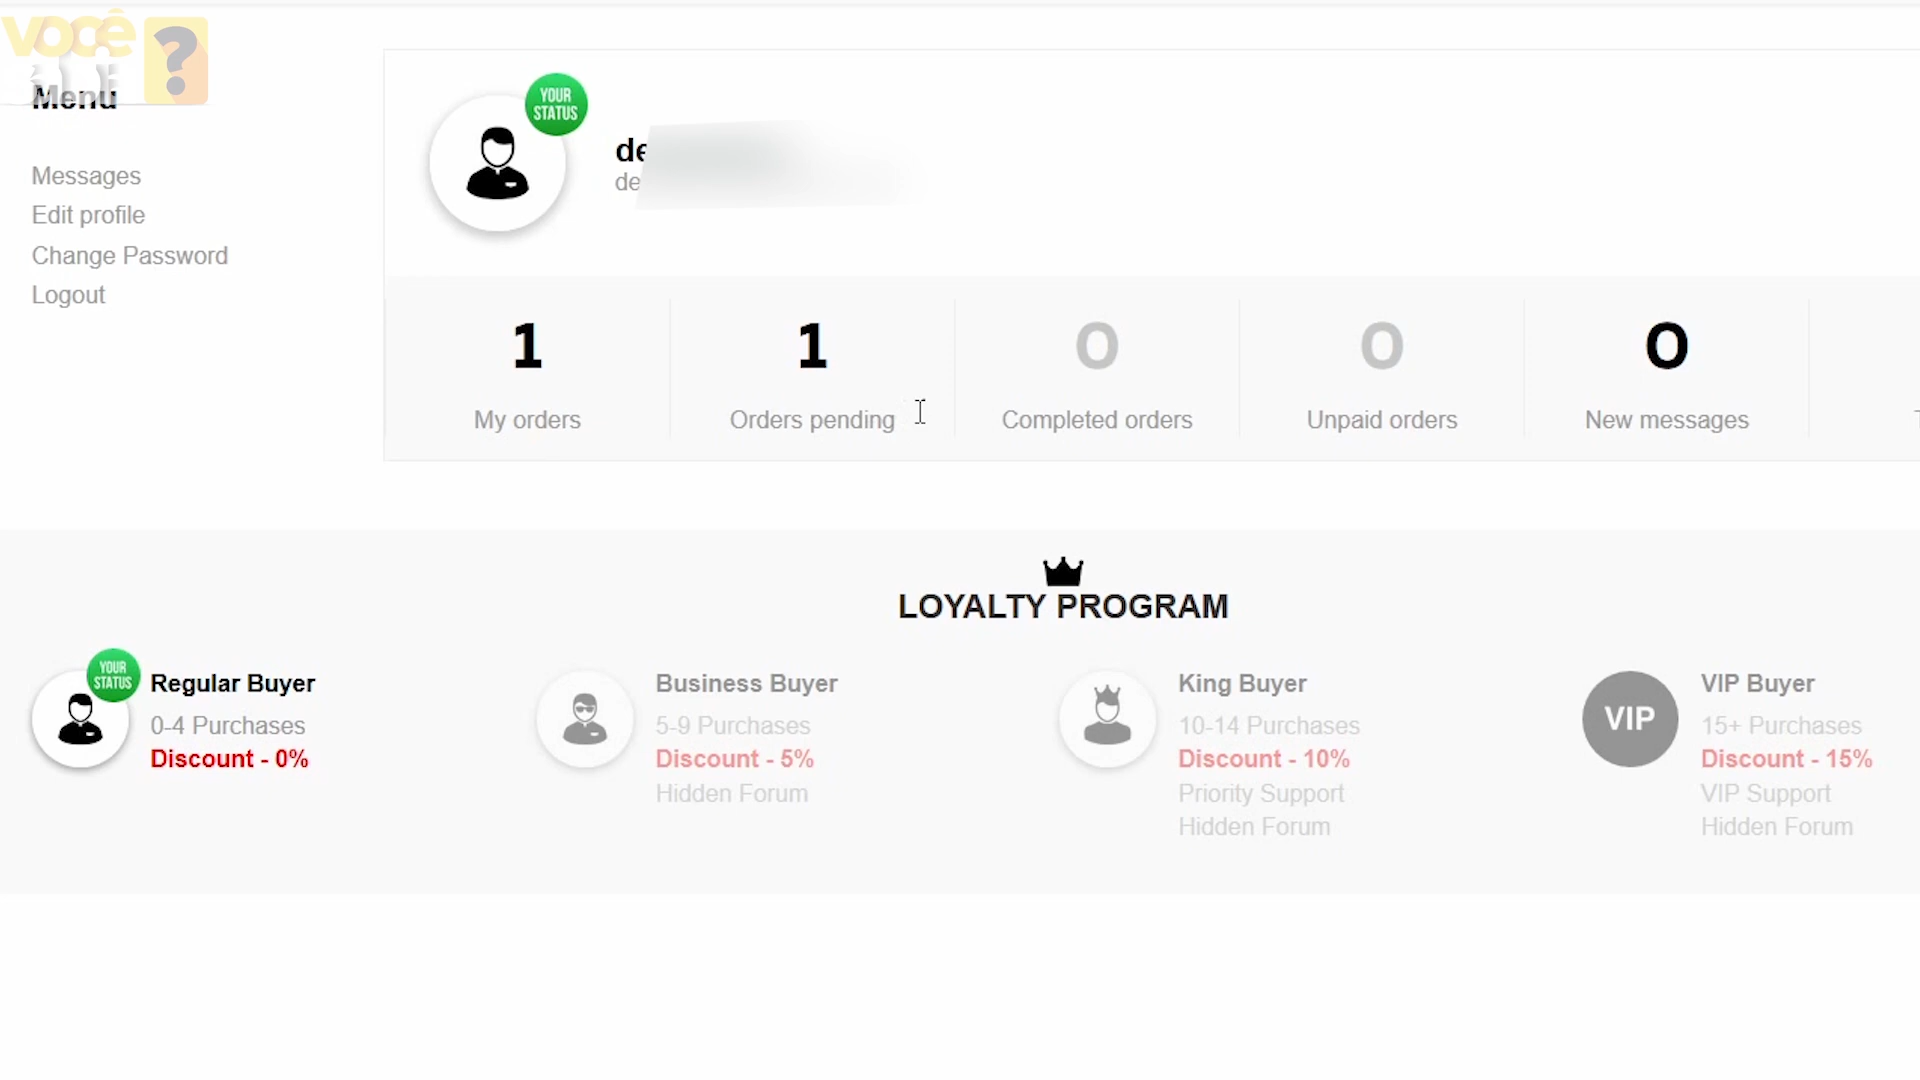 você
?
Menu
Messages
Edit profile
Change Password
Logout
YOUR
STATUS
de
de
1
My orders
1
Orders pending
0
Completed orders
0
Unpaid orders
0
New messages
LOYALTY PROGRAM
YOUR
STATUS
Regular Buyer
0-4 Purchases
Discount - 0%
Business Buyer
5-9 Purchases
Discount - 5%
Hidden Forum
King Buyer
10-14 Purchases
Discount - 10%
Priority Support
Hidden Forum
VIP
VIP Buyer
15+ Purchases
Discount - 15%
VIP Support
Hidden Forum